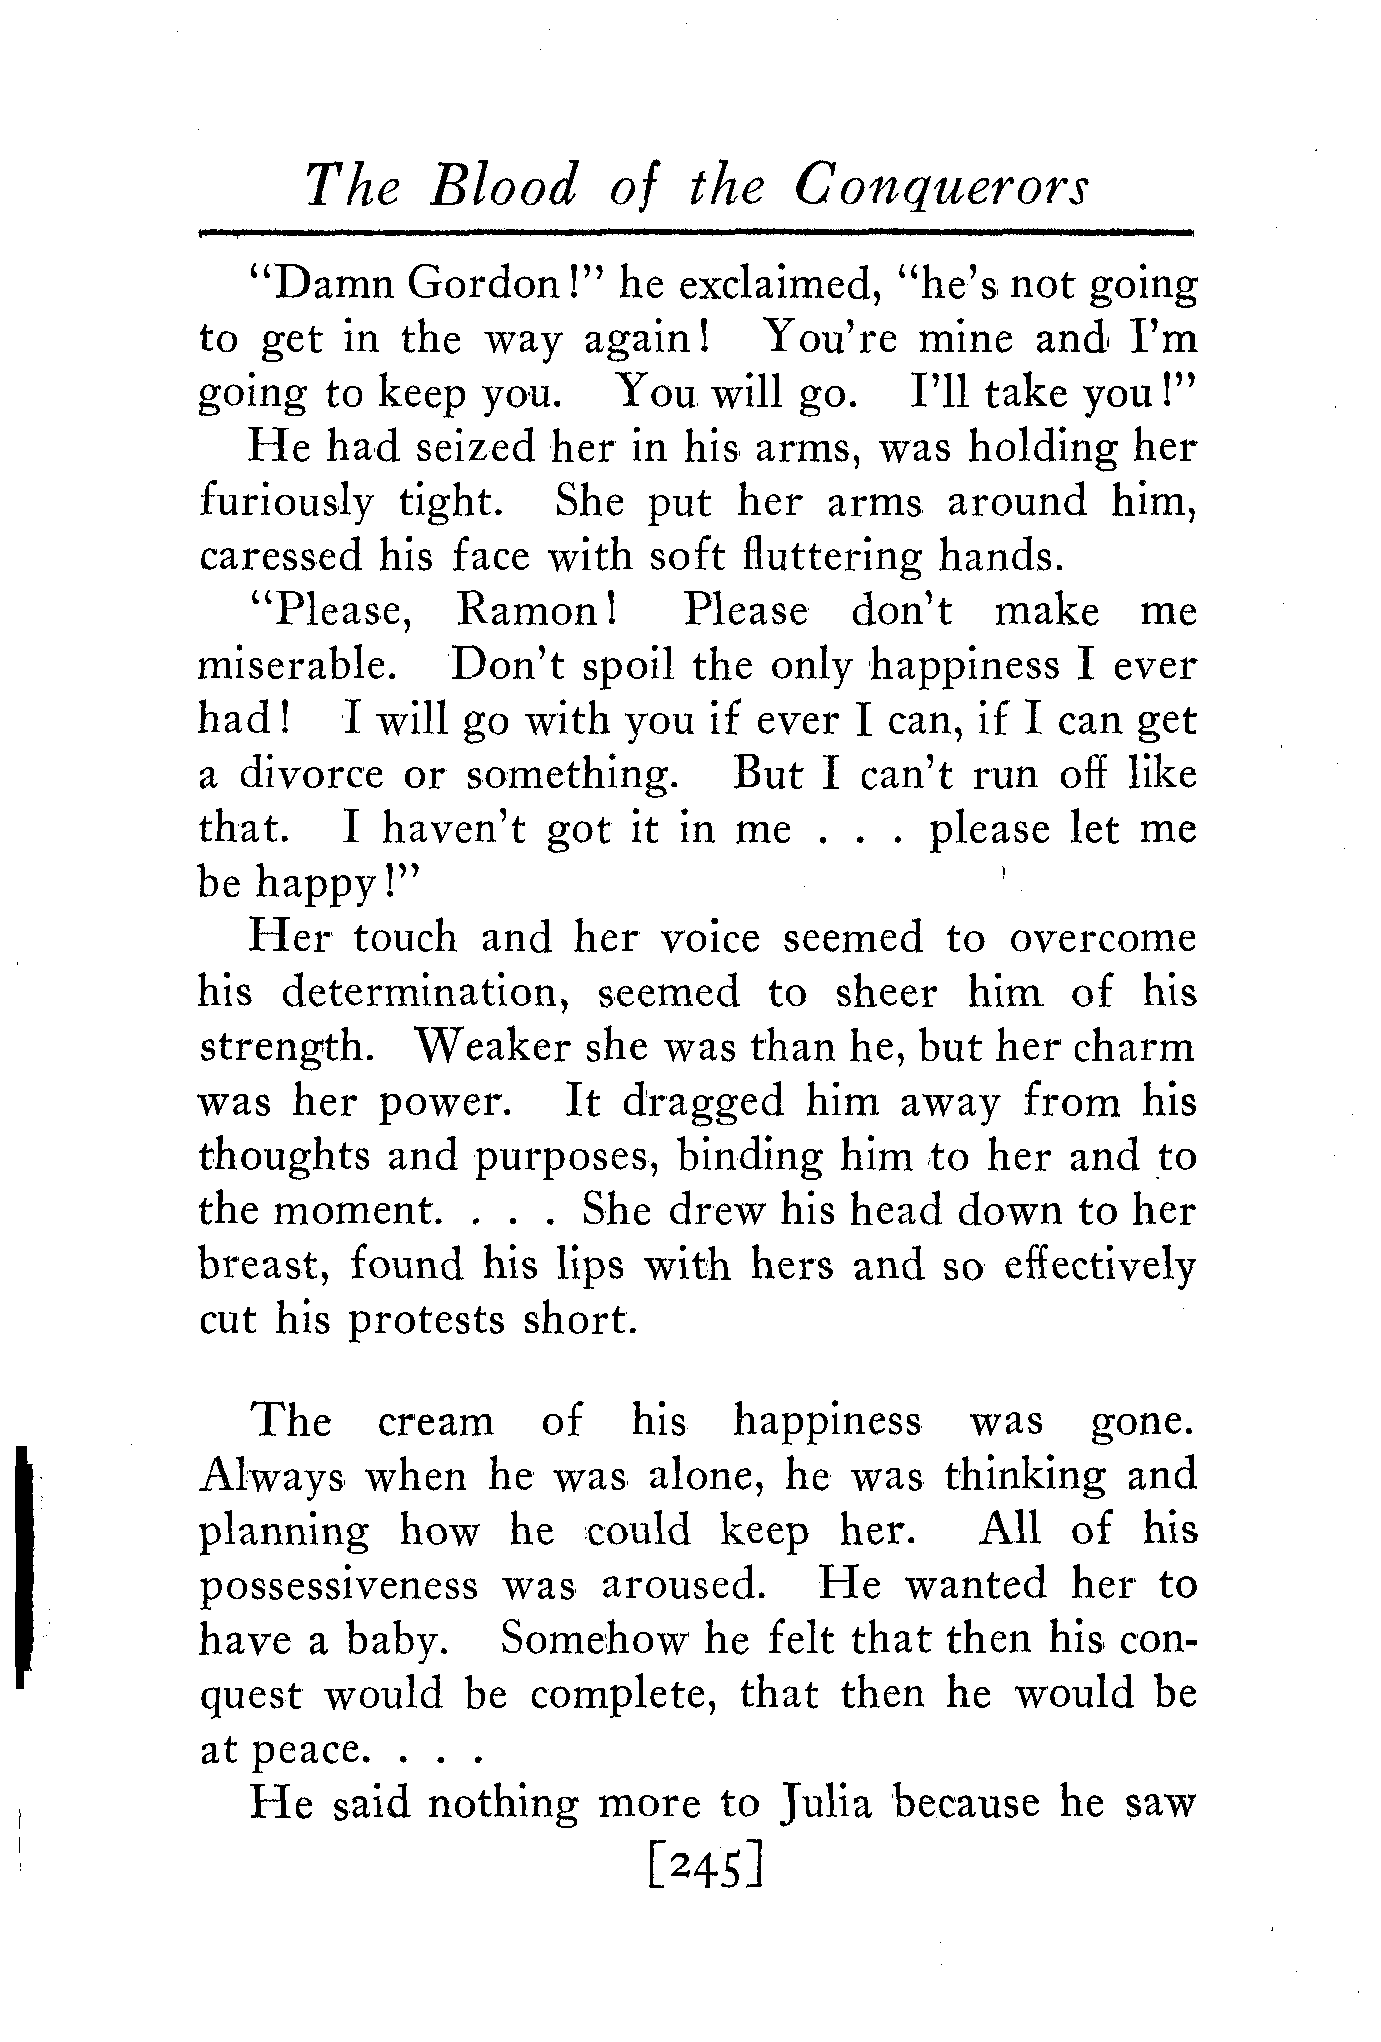 The Blood of the Conquerors
"Damn Gordon!" he exclaimed, "he's not going
to get in the way again! You're mine and I'm
going to keep you. You will go. I'll take you!"
He had seized her in his arms, was holding her
furiously tight. She put her arms around him,
caressed his face with soft fluttering hands.
"Please, Ramon! Please don't make me
miserable. Don't spoil the only happiness I ever
had! I will go with you if ever I can, if I can get
a divorce or something. But I can't run off like
that. I haven't got it in me . . . please let me
be happy!"
Her touch and her voice seemed to overcome
his determination, seemed to sheer him of his
strength. Weaker she was than he, but her charm
was her power. It dragged him away from his
thoughts and purposes, binding him to her and to
the moment. . . . She drew his head down to her
breast, found his lips with hers and so effectively
cut his protests short.
The cream of his happiness was gone.
Always when he was alone, he was thinking and
planning how he could keep her. All of his
possessiveness was aroused. He wanted her to
have a baby. Somehow he felt that then his con-
quest would be complete, that then he would be
at peace. . . .
He said nothing more to Julia because he saw
[245]